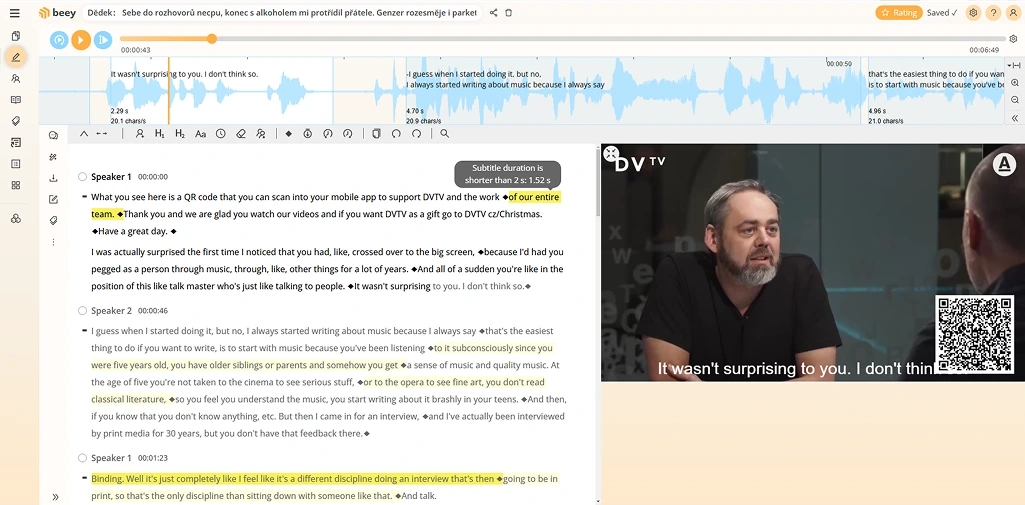 beey
Dědek: Sebe do rozhovorů necpu, konec s alkoholem mi protřídil přátele. Genzer rozesměje i parket
Rating
Saved ✓
?
00:00:43
00:06:49
00:00:50
It wasn't surprising to you. I don't think so.
-I guess when I started doing it, but no,
I always started writing about music because I always say
that's the easiest
thing to do if you wan
is to start with music because you've be
2.29 s
20.1 chars/s
4.70 s
20.9 chars/s
4.96 s
21.0 chars/s
H1 H2 Aa
Subtitle duration is
shorter than 2 s: 1.52 s
Speaker 1 00:00:00
What you see here is a QR code that you can scan into your mobile app to support DVTV and the work ◆of our entire
team. ◆Thank you and we are glad you watch our videos and if you want DVTV as a gift go to DVTV cz/Christmas.
◆Have a great day. ◆
I was actually surprised the first time I noticed that you had, like, crossed over to the big screen, ◆because I'd had you
pegged as a person through music, through, like, other things for a lot of years. ◆And all of a sudden you're like in the
position of this like talk master who's just like talking to people. ◆It wasn't surprising to you. I don't think so.◆
Speaker 2 00:00:46
I guess when I started doing it, but no, I always started writing about music because I always say ◆that's the easiest
thing to do if you want to write, is to start with music because you've been listening ◆to it subconsciously since you
were five years old, you have older siblings or parents and somehow you get ◆a sense of music and quality music. At
the age of five you're not taken to the cinema to see serious stuff, ◆or to the opera to see fine art, you don't read
classical literature, ◆so you feel you understand the music, you start writing about it brashly in your teens. ◆And then,
if you know that you don't know anything, etc. But then I came in for an interview, ◆and I've actually been interviewed
by print media for 30 years, but you don't have that feedback there.◆
Speaker 1 00:01:23
Binding. Well it's just completely like I feel like it's a different discipline doing an interview that's then ◆going to be in
print, so that's the only discipline than sitting down with someone like that. ◆And talk.
DVTV
A
It wasn't surprising to you. I don't thin